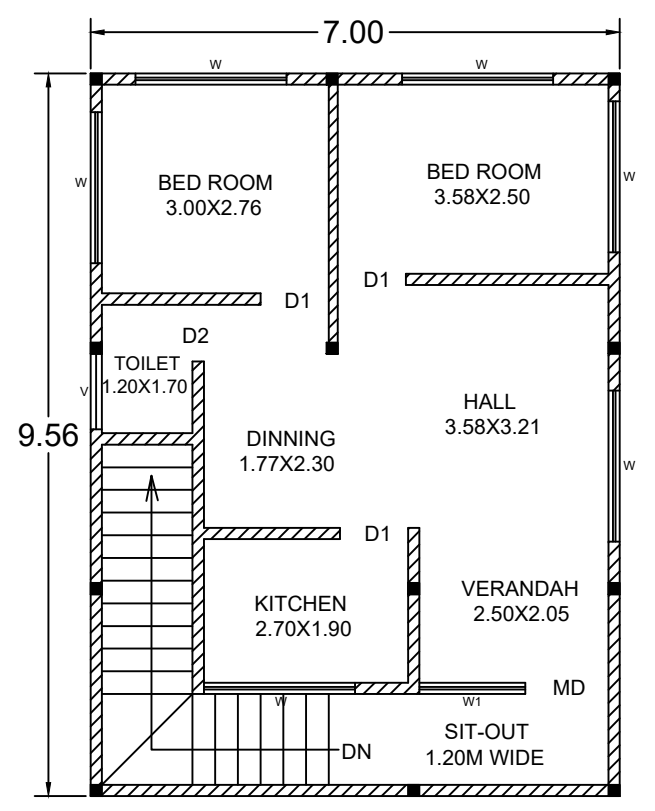 7.00
W
W
W
BED ROOM
3.00X2.76
BED ROOM
3.58X2.50
W
D1
D1
D2
TOILET
1.20X1.70
V
9.56
HALL
3.58X3.21
DINNING
1.77X2.30
W
D1
KITCHEN
2.70X1.90
VERANDAH
2.50X2.05
W
W1
MD
SIT-OUT
1.20M WIDE
DN